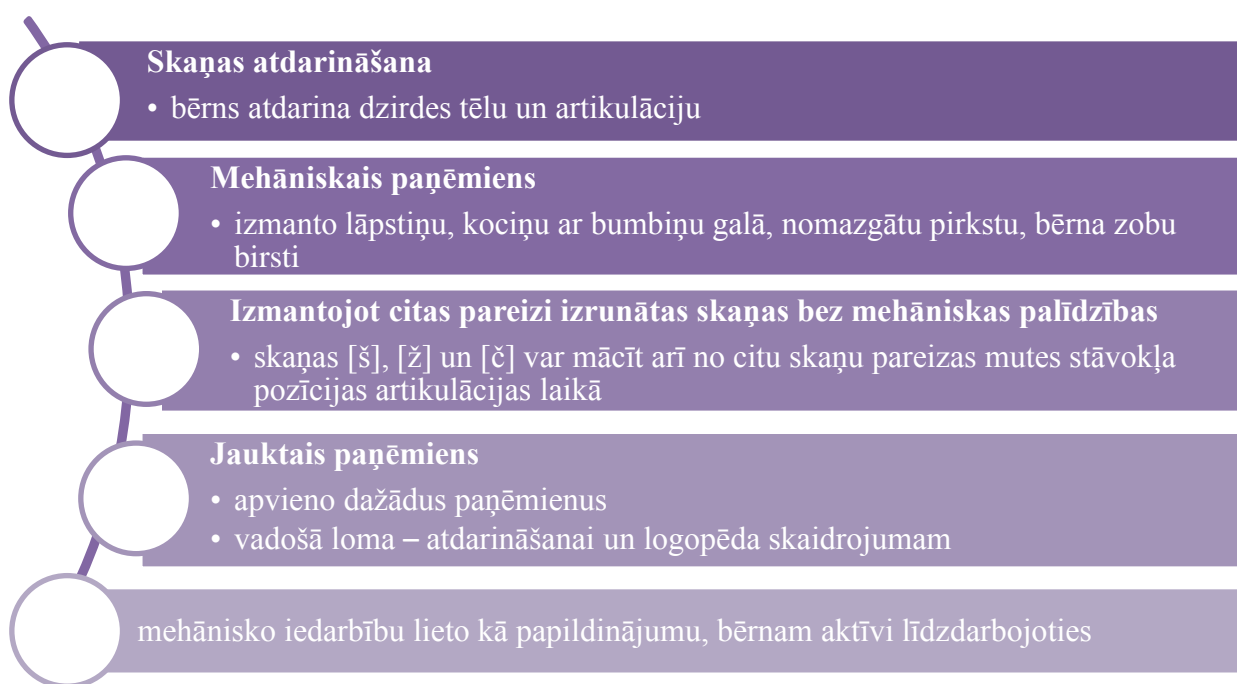 Skaņas atdarināšana
• bērns atdarina dzirdes tēlu un artikulāciju
Mehāniskais paņēmiens
• izmanto lāpstiņu, kociņu ar bumbiņu galā, nomazgātu pirkstu, bērna zobu
birsti
Izmantojot citas pareizi izrunātas skaņas bez mehāniskas palīdzības
• skaņas [š], [ž] un [č] var mācīt arī no citu skaņu pareizas mutes stāvokļa
pozīcijas artikulācijas laikā
Jauktais paņēmiens
• apvieno dažādus paņēmienus
• vadošā loma – atdarināšanai un logopēda skaidrojumam
mehānisko iedarbību lieto kā papildinājumu, bērnam aktīvi līdzdarbojoties